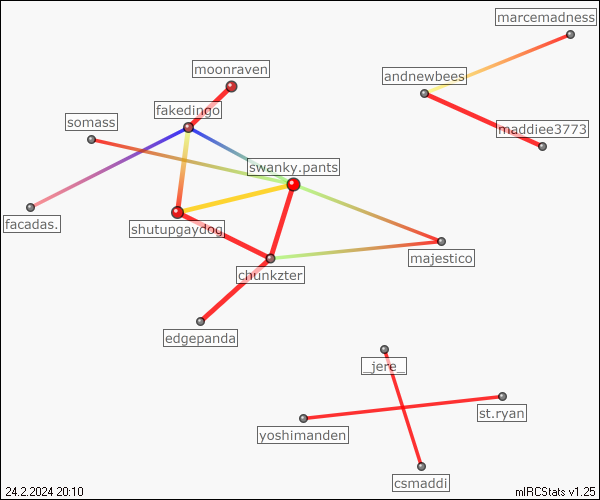 marcemadness
moonraven
andnewbees
fakedingo
somass
maddiee3773
swanky.pants
facadas.
shutupgaydog
majestico
chunkzter
edgepanda
_jere_
st.ryan
yoshimanden
csmaddi
24.2.2024 20:10
mIRCStats v1.25